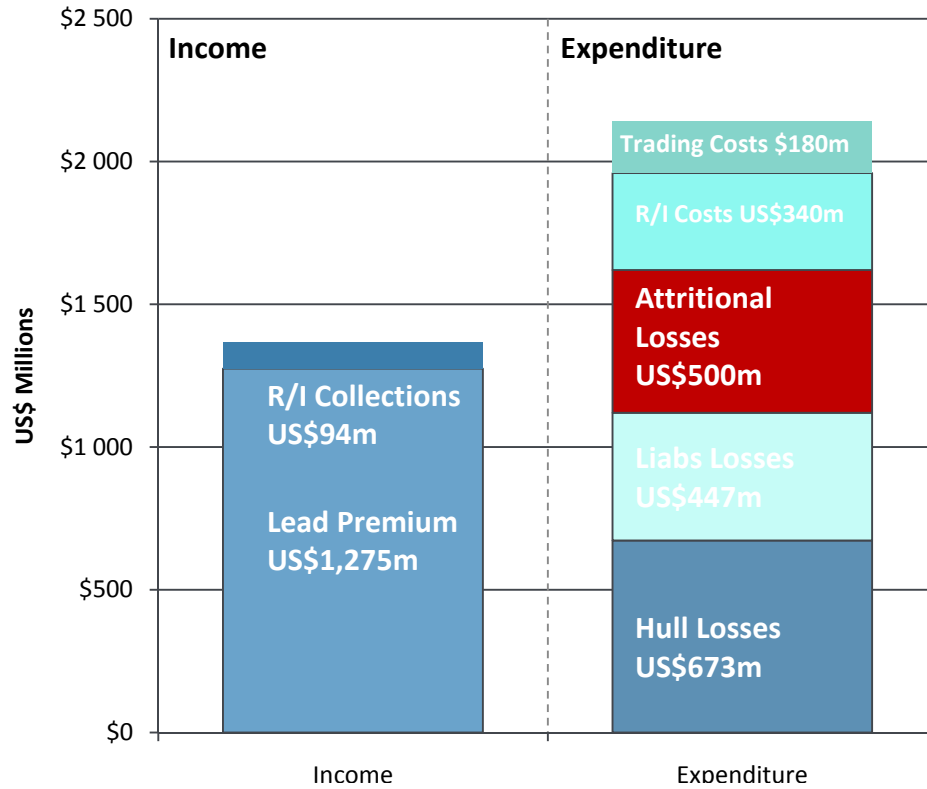 US$ Millions
$2 500
$2 000
$1 500
$1 000
$500
$0
Income
Expenditure
R/I Collections
US$94m
Lead Premium
US$1,275m
Trading Costs $180m
R/I Costs US$340m
Attritional
Losses
US$500m
Liabs Losses
US$447m
Hull Losses
US$673m
Income
Expenditure